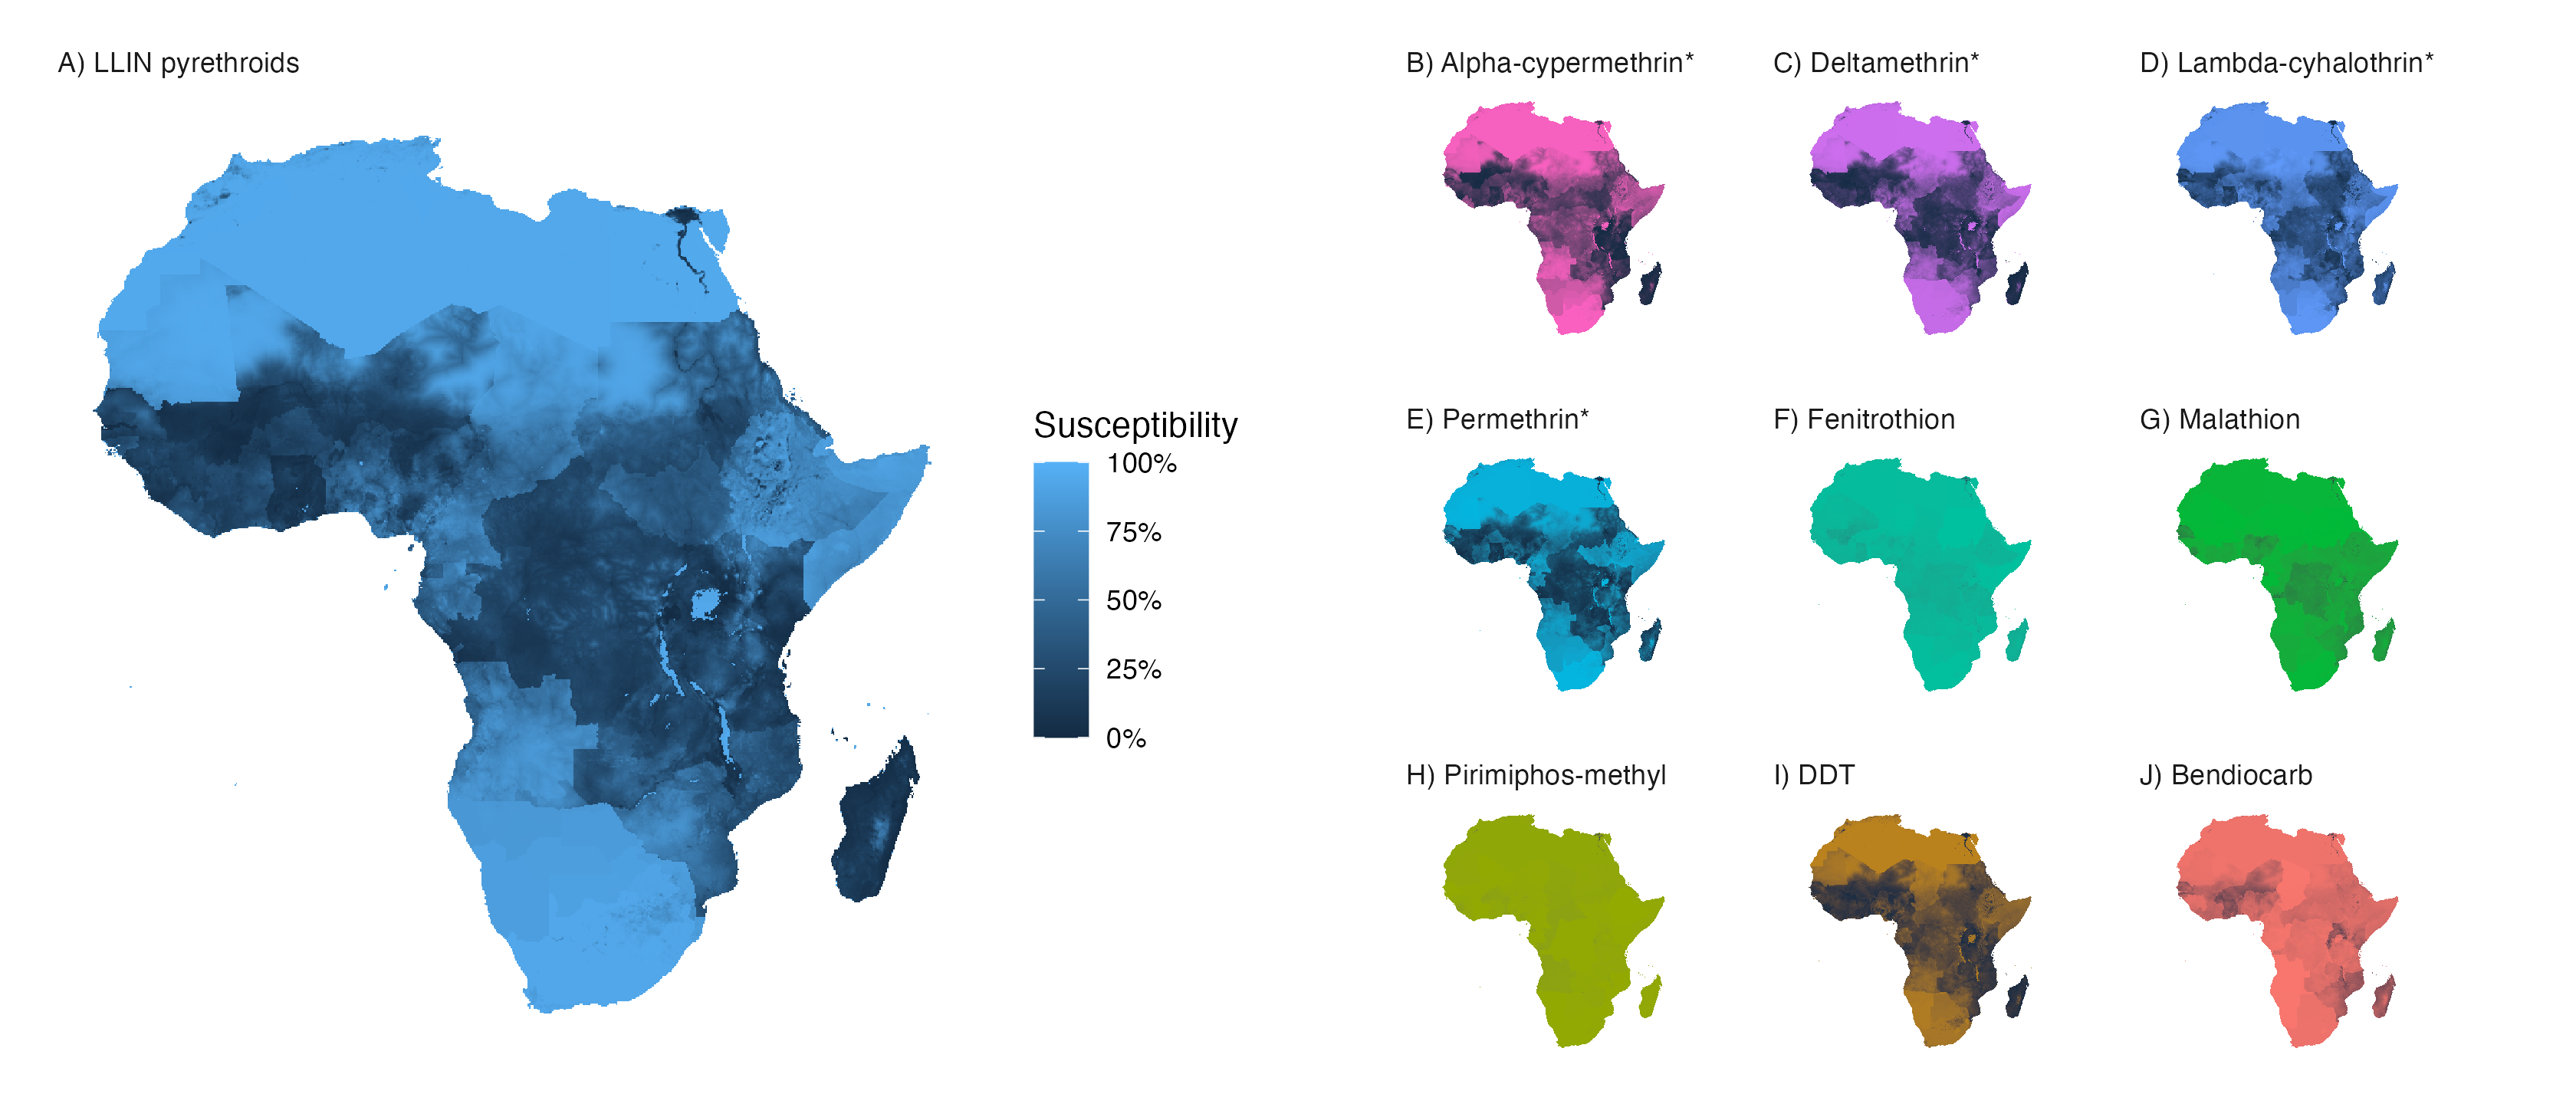 A) LLIN pyrethroids
Susceptibility
100%
75%
50%
25%
0%
B) Alpha-cypermethrin*
C) Deltamethrin*
D) Lambda-cyhalothrin*
E) Permethrin*
F) Fenitrothion
G) Malathion
H) Pirimiphos-methyl
I) DDT
J) Bendiocarb